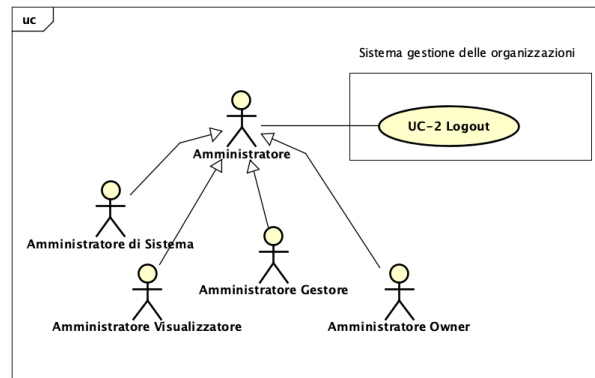 uc
Sistema gestione delle organizzazioni
UC-2 Logout
Amministratore
Amministratore di Sistema
Amministratore Gestore
Amministratore Visualizzatore
Amministratore Owner